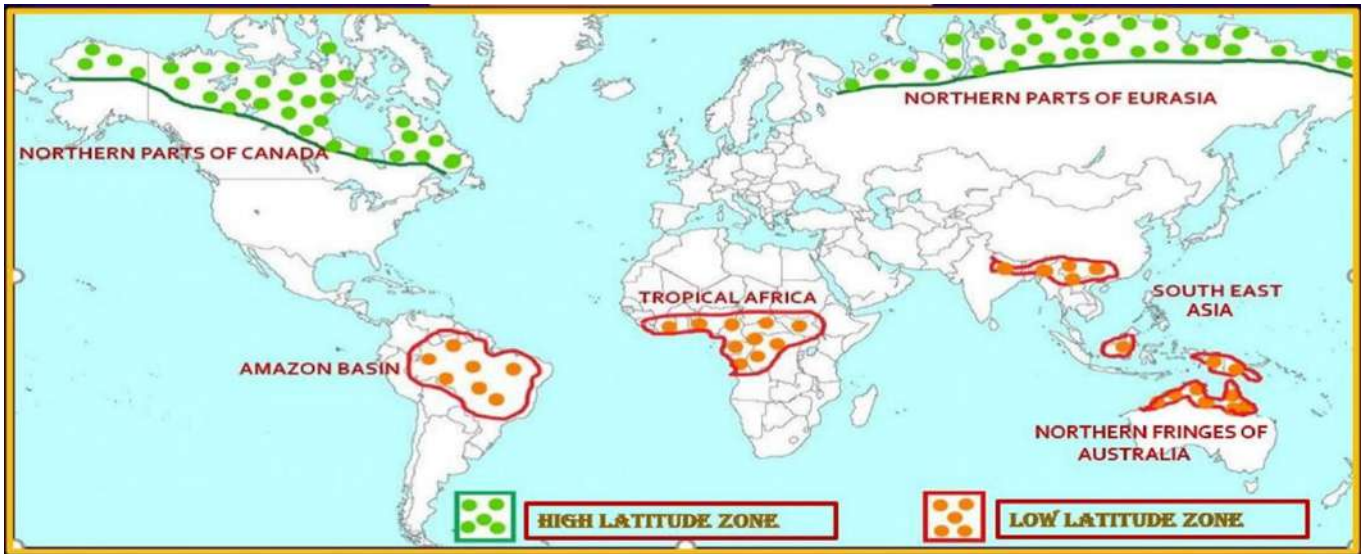 NORTHERN PARTS OF EURASIA
NORTHERN PARTS OF CANADA
TROPICAL AFRICA
SOUTH EAST
ASIA
AMAZON BASIN
NORTHERN FRINGES OF
AUSTRALIA
HIGH LATITUDE ZONE
LOW LATITUDE ZONE